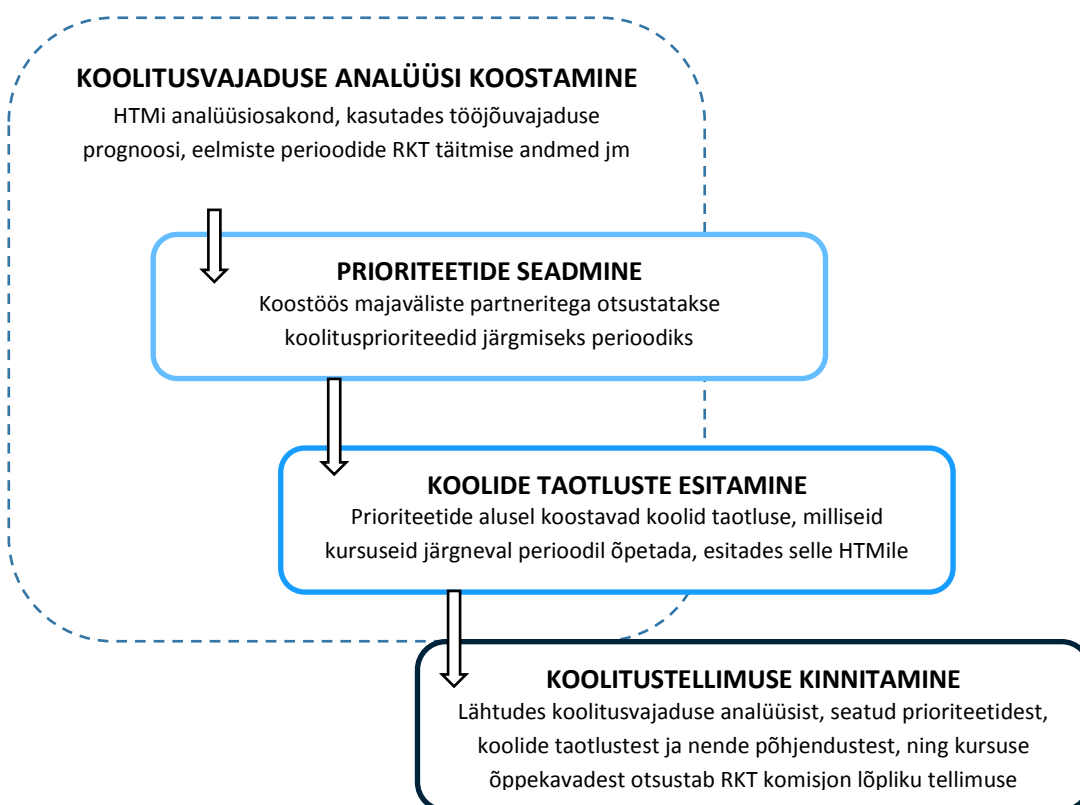 KOOLITUSVAJADUSE ANALÜÜSI KOOSTAMINE
HTMi analüüsiosakond, kasutades tööjõuvajaduse
prognoosi, eelmiste perioodide RKT täitmise andmed jm
PRIORITEETIDE SEADMINE
Koostöös majaväliste partneritega otsustatakse
koolitusprioriteedid järgmiseks perioodiks
KOOLIDE TAOTLUSTE ESITAMINE
Prioriteetide alusel koostavad koolid taotluse, milliseid
kursuseid järgneval perioodil õpetada, esitades selle HTMile
KOOLITUSTELLIMUSE KINNITAMINE
Lähtudes koolitusvajaduse analüüsist, seatud prioriteetidest,
koolide taotlustest ja nende põhjendustest, ning kursuse
õppekavadest otsustab RKT komisjon lõpliku tellimuse